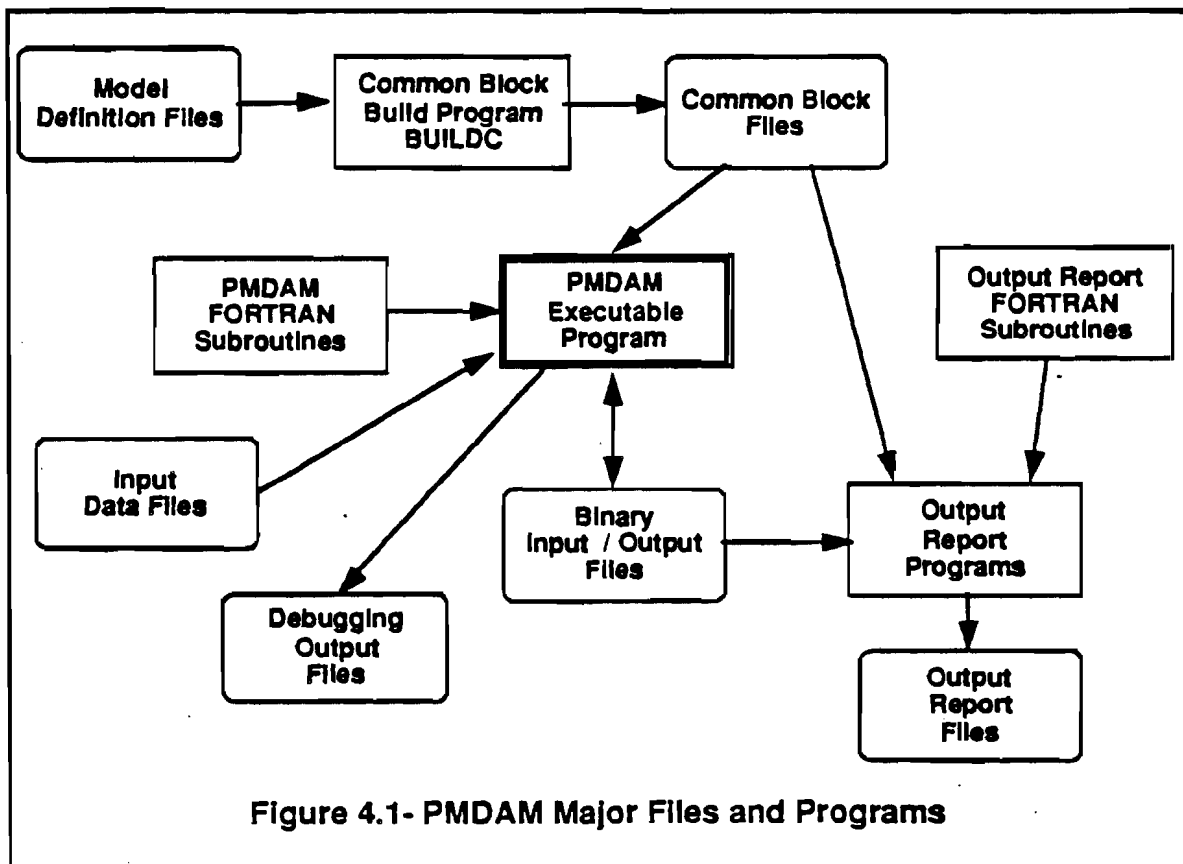 Model
Definition Files
Common Block
Build Program
BUILDC
Common Block
Files
PMDAM
FORTRAN
Subroutines
PMDAM
Executable
Program
Output Report
FORTRAN
Subroutines
Input
Data Files
Binary
Input / Output
Files
Output
Report
Programs
Debugging
Output
Files
Output
Report
Files
Figure 4.1- PMDAM Major Files and Programs